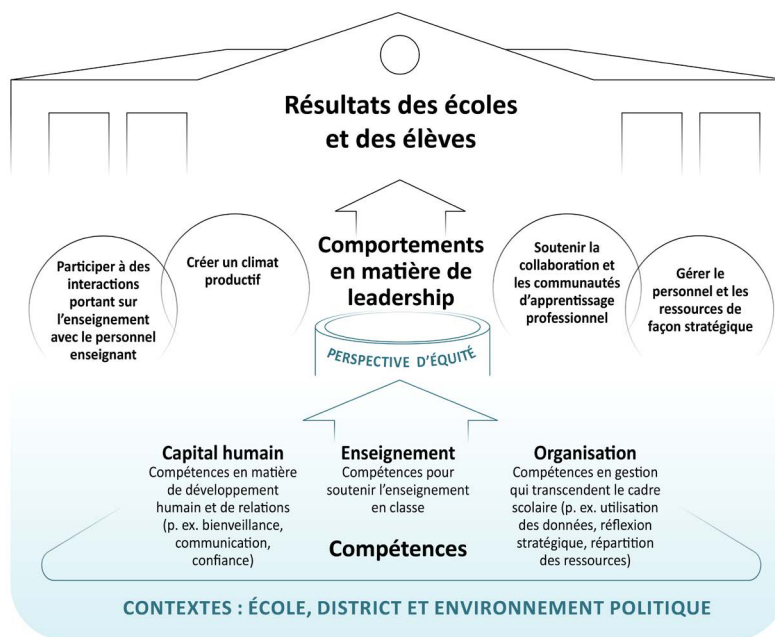 Résultats des écoles
et des élèves
Participer à des
interactions
portant sur
l’enseignement
avec le personnel
enseignant
Créer un climat
productif
Comportements
en matière de
leadership
Soutenir la
collaboration et
les communautés
d’apprentissage
professionnel
Gérer le
personnel et les
ressources de
façon stratégique
PERSPECTIVE D’ÉQUITÉ
Capital humain
Compétences en matière
de développement
humain et de relations
(p. ex. bienveillance,
communication,
confiance)
Enseignement
Compétences pour
soutenir l’enseignement
en classe
Organisation
Compétences en gestion
qui transcendent le cadre
scolaire (p. ex. utilisation
des données, réflexion
stratégique, répartition
des ressources)
Compétences
CONTEXTES : ÉCOLE, DISTRICT ET ENVIRONNEMENT POLITIQUE